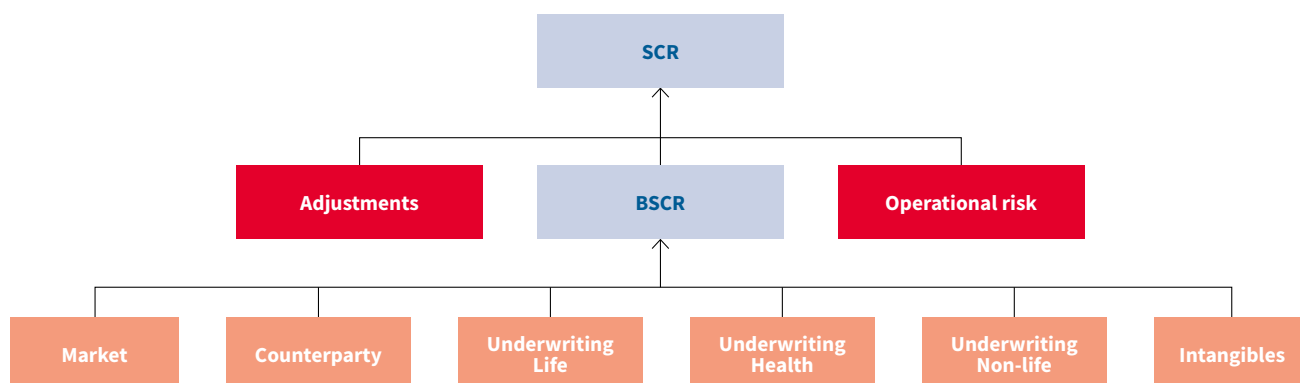 SCR
Adjustments
BSCR
Operational risk
Market
Counterparty
Underwriting
Life
Underwriting
Health
Underwriting
Non-life
Intangibles